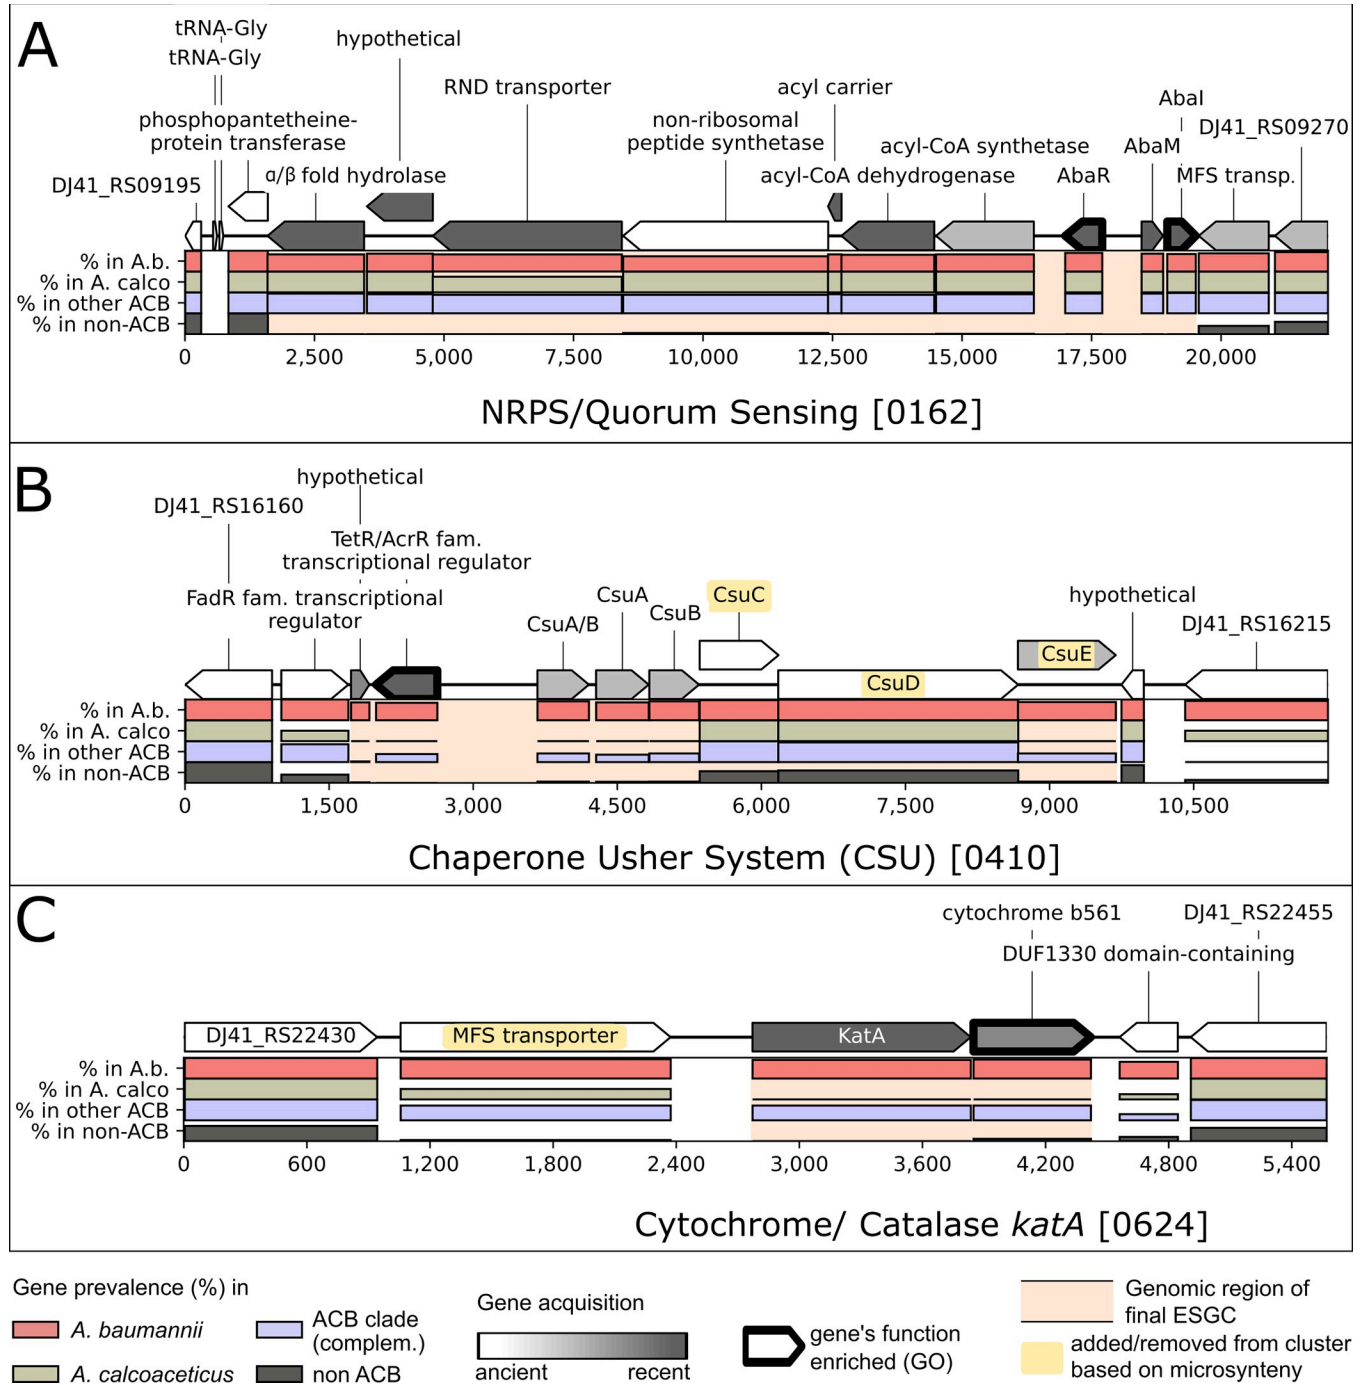 A
tRNA-Gly
tRNA-Gly
hypothetical
RND transporter
acyl carrier
AbaI
phosphopantetheine-
protein transferase
non-ribosomal
peptide synthetase
acyl-CoA synthetase
AbaM
DJ41_RS09270
DJ41_RS09195
α/β fold hydrolase
acyl-CoA dehydrogenase
AbaR
MFS transp.
% in A.b.
% in A. calco
% in other ACB
% in non-ACB
0 2,500 5,000 7,500 10,000 12,500 15,000 17,500 20,000
NRPS/Quorum Sensing [0162]
B
hypothetical
DJ41_RS16160
TetR/AcrR fam.
transcriptional regulator
FadR fam. transcriptional
regulator
CsuA/B
CsuA
CsuB
CsuC
CsuD
CsuE
hypothetical
DJ41_RS16215
% in A.b.
% in A. calco
% in other ACB
% in non-ACB
0 1,500 3,000 4,500 6,000 7,500 9,000 10,500
Chaperone Usher System (CSU) [0410]
C
cytochrome b561
DJ41_RS22455
DUF1330 domain-containing
DJ41_RS22430
MFS transporter
KatA
% in A.b.
% in A. calco
% in other ACB
% in non-ACB
0 600 1,200 1,800 2,400 3,000 3,600 4,200 4,800 5,400
Cytochrome/ Catalase katA [0624]
Gene prevalence (%) in
A. baumannii
A. calcoaceticus
ACB clade
(complem.)
non ACB
Gene acquisition
ancient recent
gene's function
enriched (GO)
Genomic region of
final ESGC
added/removed from cluster
based on microsynteny